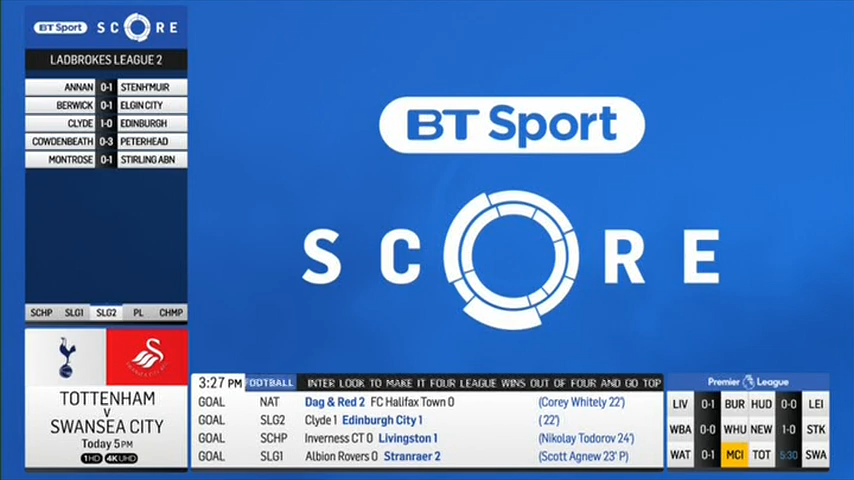 BT Sport SCORE
LADBROKES LEAGUE 2
ANNAN 0-1 STENH'MUIR
BERWICK 0-1 ELGIN CITY
CLYDE 1-0 EDINBURGH
COWDENBEATH 0-3 PETERHEAD
MONTROSE 0-1 STIRLING ABN
SCHP SLG1 SLG2 PL CHMP
BT Sport
SCORE
TOTTENHAM
V
SWANSEA CITY
Today 5PM
1HD 4K UHD
3:27 PM FOOTBALL INTER LOOK TO MAKE IT FOUR LEAGUE WINS OUT OF FOUR AND GO TOP
GOAL NAT Dag & Red 2 FC Halifax Town 0 (Corey Whitely 22')
GOAL SLG2 Clyde 1 Edinburgh City 1 ( 22')
GOAL SCHP Inverness CT 0 Livingston 1 (Nikolay Todorov 24')
GOAL SLG1 Albion Rovers 0 Stranraer 2 (Scott Agnew 23' P)
Premier League
LIV 0-1 BUR HUD 0-0 LEI
WBA 0-0 WHU NEW 1-0 STK
WAT 0-1 MCI TOT 5:30 SWA